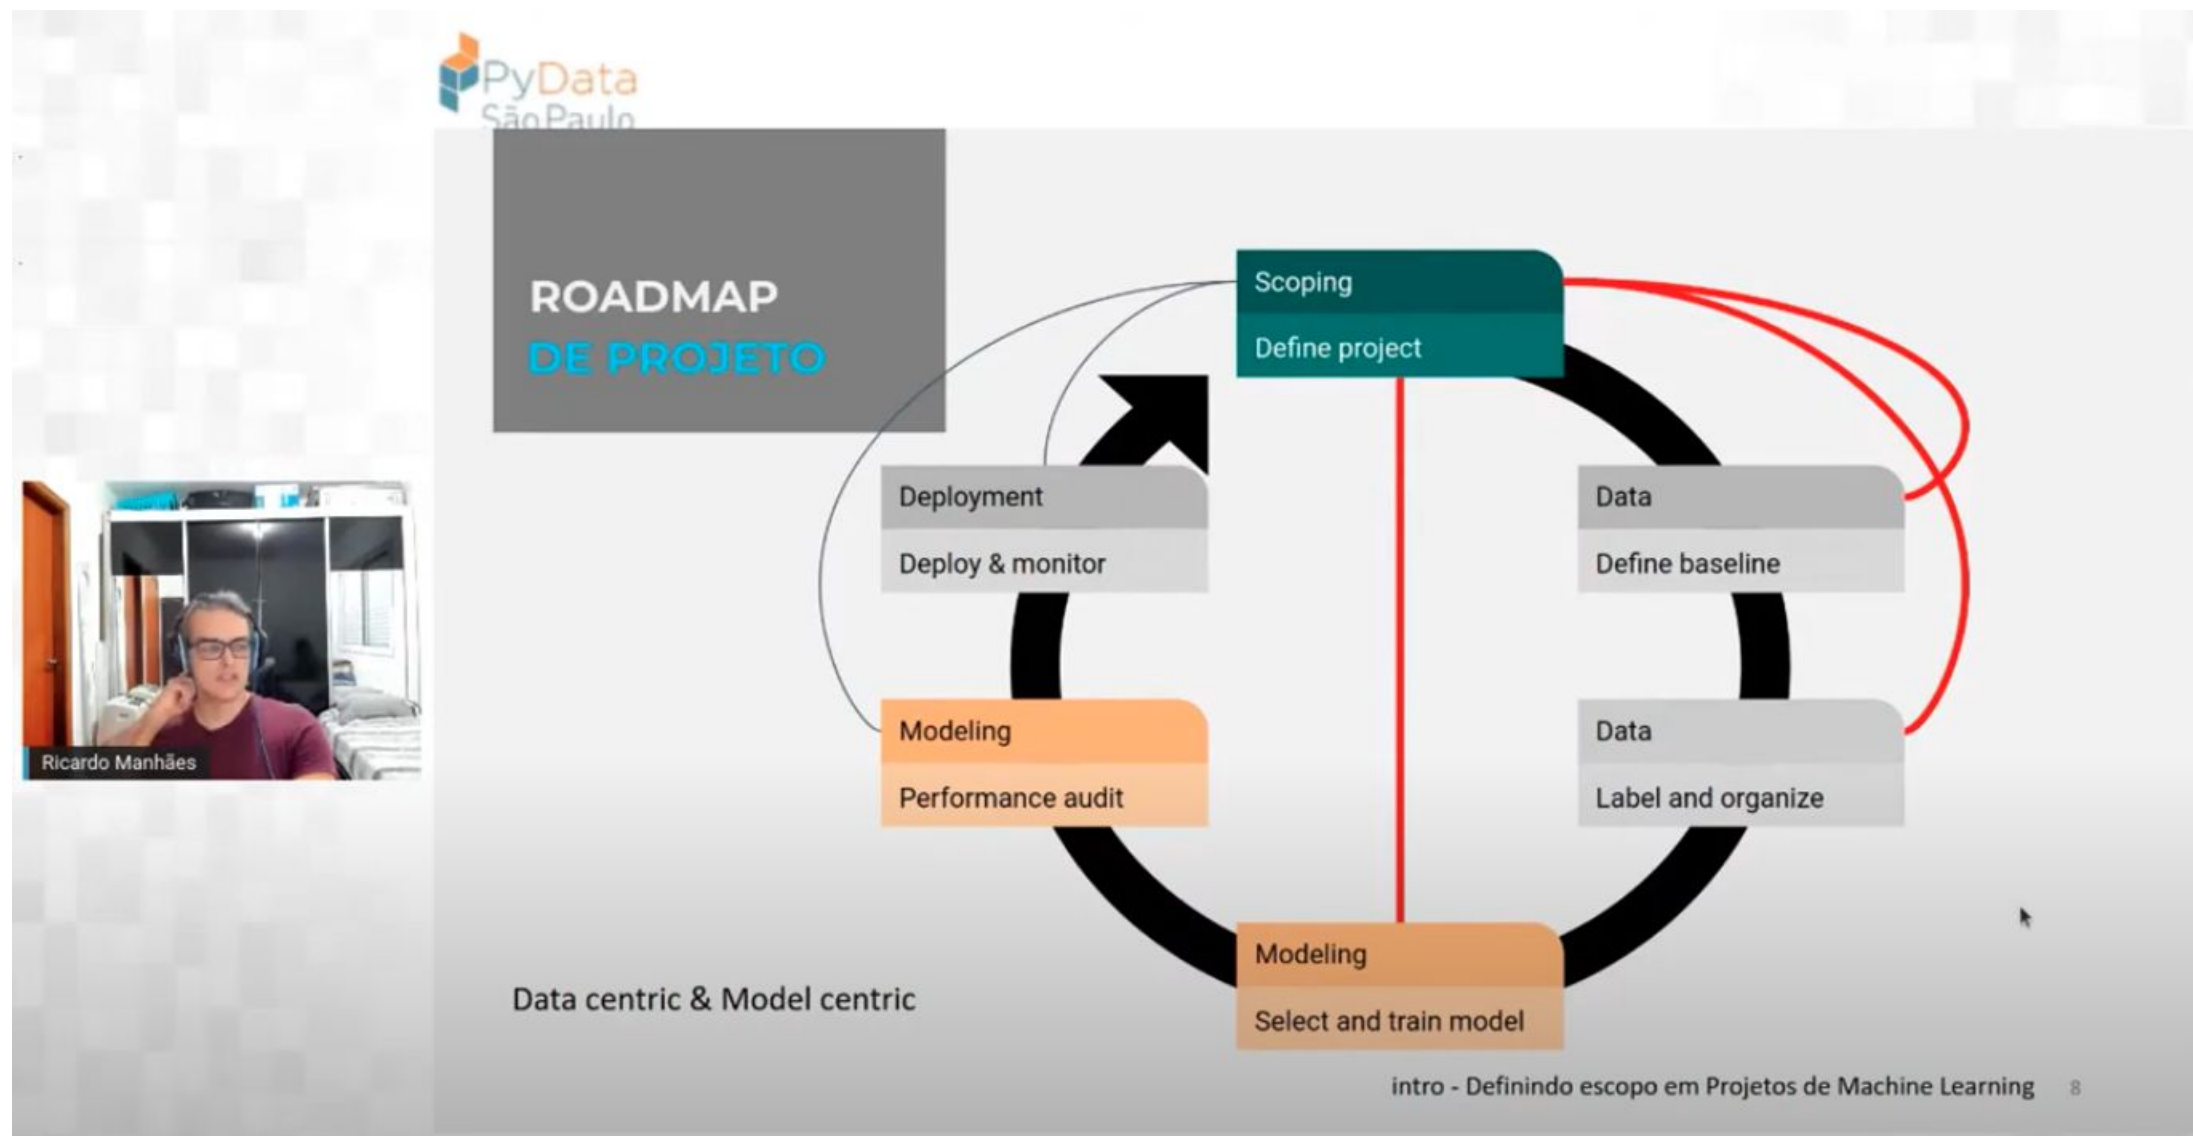 PyData
São Paulo
ROADMAP
DE PROJETO
Scoping
Define project
Deployment
Deploy & monitor
Data
Define baseline
Modeling
Performance audit
Data
Label and organize
Ricardo Manhães
Modeling
Select and train model
Data centric & Model centric
intro - Definindo escopo em Projetos de Machine Learning 8